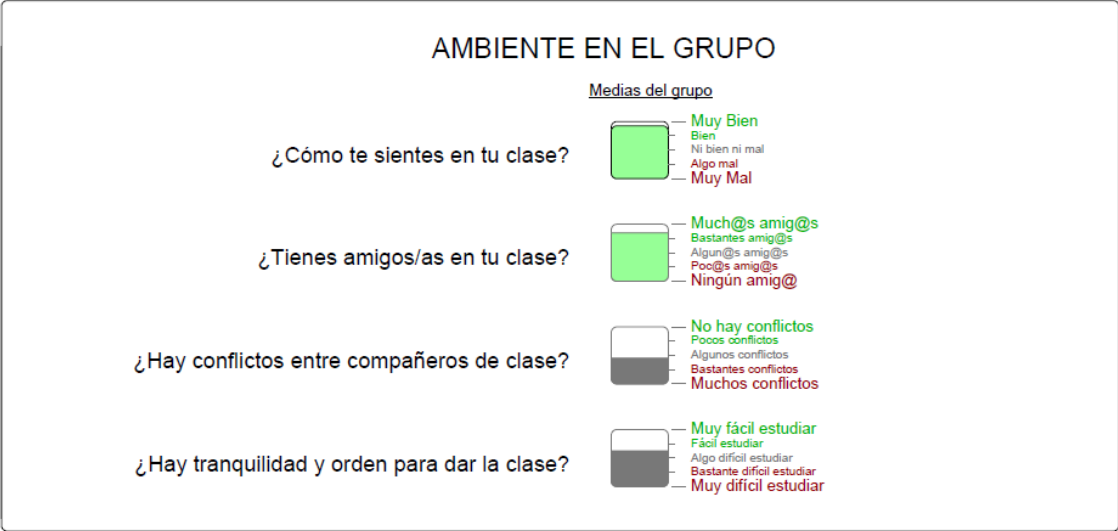 AMBIENTE EN EL GRUPO
Medias del grupo
¿Cómo te sientes en tu clase?
Muy Bien
Bien
Ni bien ni mal
Algo mal
Muy Mal
¿Tienes amigos/as en tu clase?
Much@s amig@s
Bastantes amig@s
Algun@s amig@s
Poc@s amig@s
Ningún amig@
¿Hay conflictos entre compañeros de clase?
No hay conflictos
Pocos conflictos
Algunos conflictos
Bastantes conflictos
Muchos conflictos
¿Hay tranquilidad y orden para dar la clase?
Muy fácil estudiar
Fácil estudiar
Algo difícil estudiar
Bastante difícil estudiar
Muy difícil estudiar